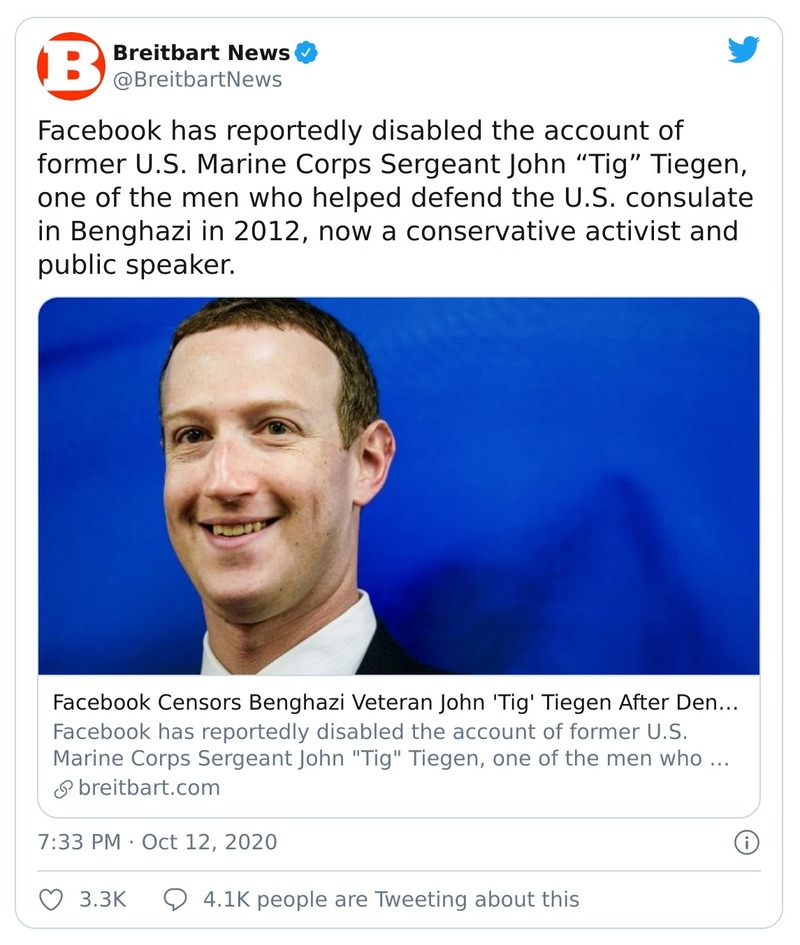 B
Breitbart News
@BreitbartNews
Facebook has reportedly disabled the account of
former U.S. Marine Corps Sergeant John “Tig” Tiegen,
one of the men who helped defend the U.S. consulate
in Benghazi in 2012, now a conservative activist and
public speaker.
Facebook Censors Benghazi Veteran John 'Tig' Tiegen After Den…
Facebook has reportedly disabled the account of former U.S.
Marine Corps Sergeant John "Tig" Tiegen, one of the men who …
breitbart.com
7:33 PM · Oct 12, 2020
3.3K 4.1K people are Tweeting about this